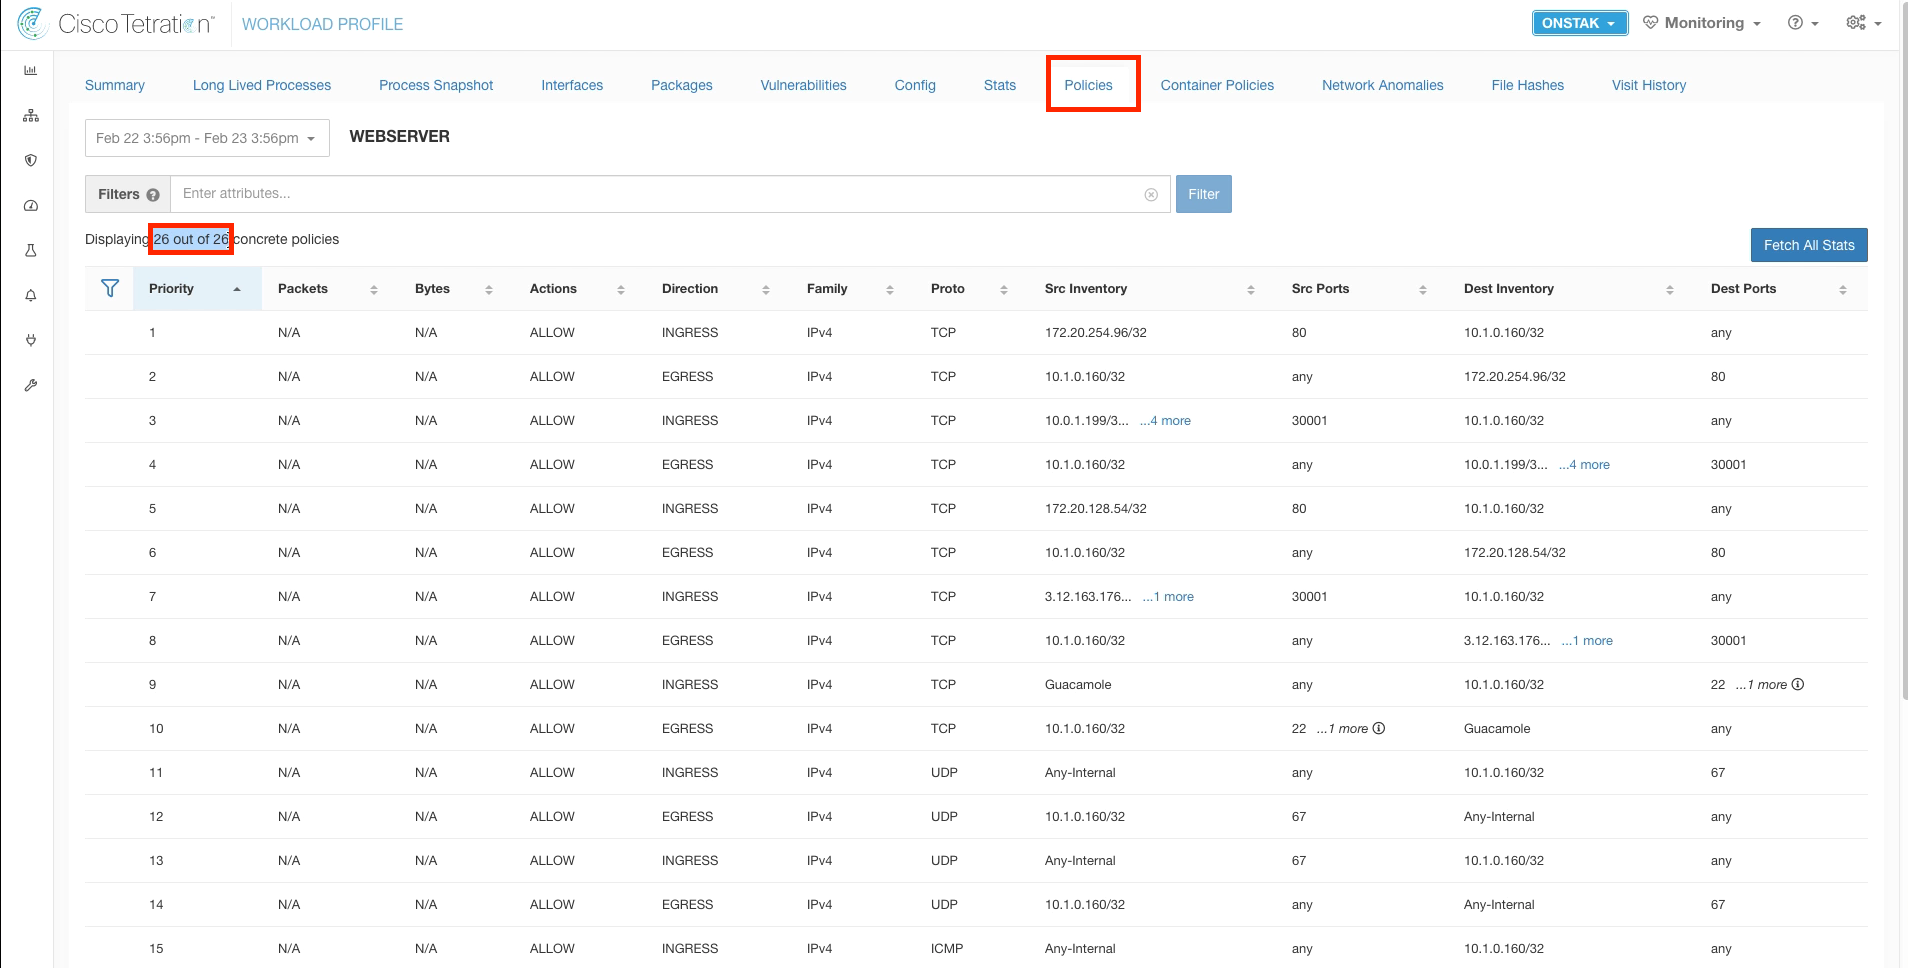 Cisco Tetration™ WORKLOAD PROFILE ONSTAK Monitoring
Summary Long Lived Processes Process Snapshot Interfaces Packages Vulnerabilities Config Stats Policies Container Policies Network Anomalies File Hashes Visit History
Feb 22 3:56pm - Feb 23 3:56pm WEBSERVER
Filters Enter attributes... Filter
Displaying 26 out of 26 concrete policies
Fetch All Stats
Priority Packets Bytes Actions Direction Family Proto Src Inventory Src Ports Dest Inventory Dest Ports
1 N/A N/A ALLOW INGRESS IPv4 TCP 172.20.254.96/32 80 10.1.0.160/32 any
2 N/A N/A ALLOW EGRESS IPv4 TCP 10.1.0.160/32 any 172.20.254.96/32 80
3 N/A N/A ALLOW INGRESS IPv4 TCP 10.0.1.199/3... ...4 more 30001 10.1.0.160/32 any
4 N/A N/A ALLOW EGRESS IPv4 TCP 10.1.0.160/32 any 10.0.1.199/3... ...4 more 30001
5 N/A N/A ALLOW INGRESS IPv4 TCP 172.20.128.54/32 80 10.1.0.160/32 any
6 N/A N/A ALLOW EGRESS IPv4 TCP 10.1.0.160/32 any 172.20.128.54/32 80
7 N/A N/A ALLOW INGRESS IPv4 TCP 3.12.163.176... ...1 more 30001 10.1.0.160/32 any
8 N/A N/A ALLOW EGRESS IPv4 TCP 10.1.0.160/32 any 3.12.163.176... ...1 more 30001
9 N/A N/A ALLOW INGRESS IPv4 TCP Guacamole any 10.1.0.160/32 22 ...1 more
10 N/A N/A ALLOW EGRESS IPv4 TCP 10.1.0.160/32 22 ...1 more Guacamole any
11 N/A N/A ALLOW INGRESS IPv4 UDP Any-Internal any 10.1.0.160/32 67
12 N/A N/A ALLOW EGRESS IPv4 UDP 10.1.0.160/32 67 Any-Internal any
13 N/A N/A ALLOW INGRESS IPv4 UDP Any-Internal 67 10.1.0.160/32 any
14 N/A N/A ALLOW EGRESS IPv4 UDP 10.1.0.160/32 any Any-Internal 67
15 N/A N/A ALLOW INGRESS IPv4 ICMP Any-Internal any 10.1.0.160/32 any